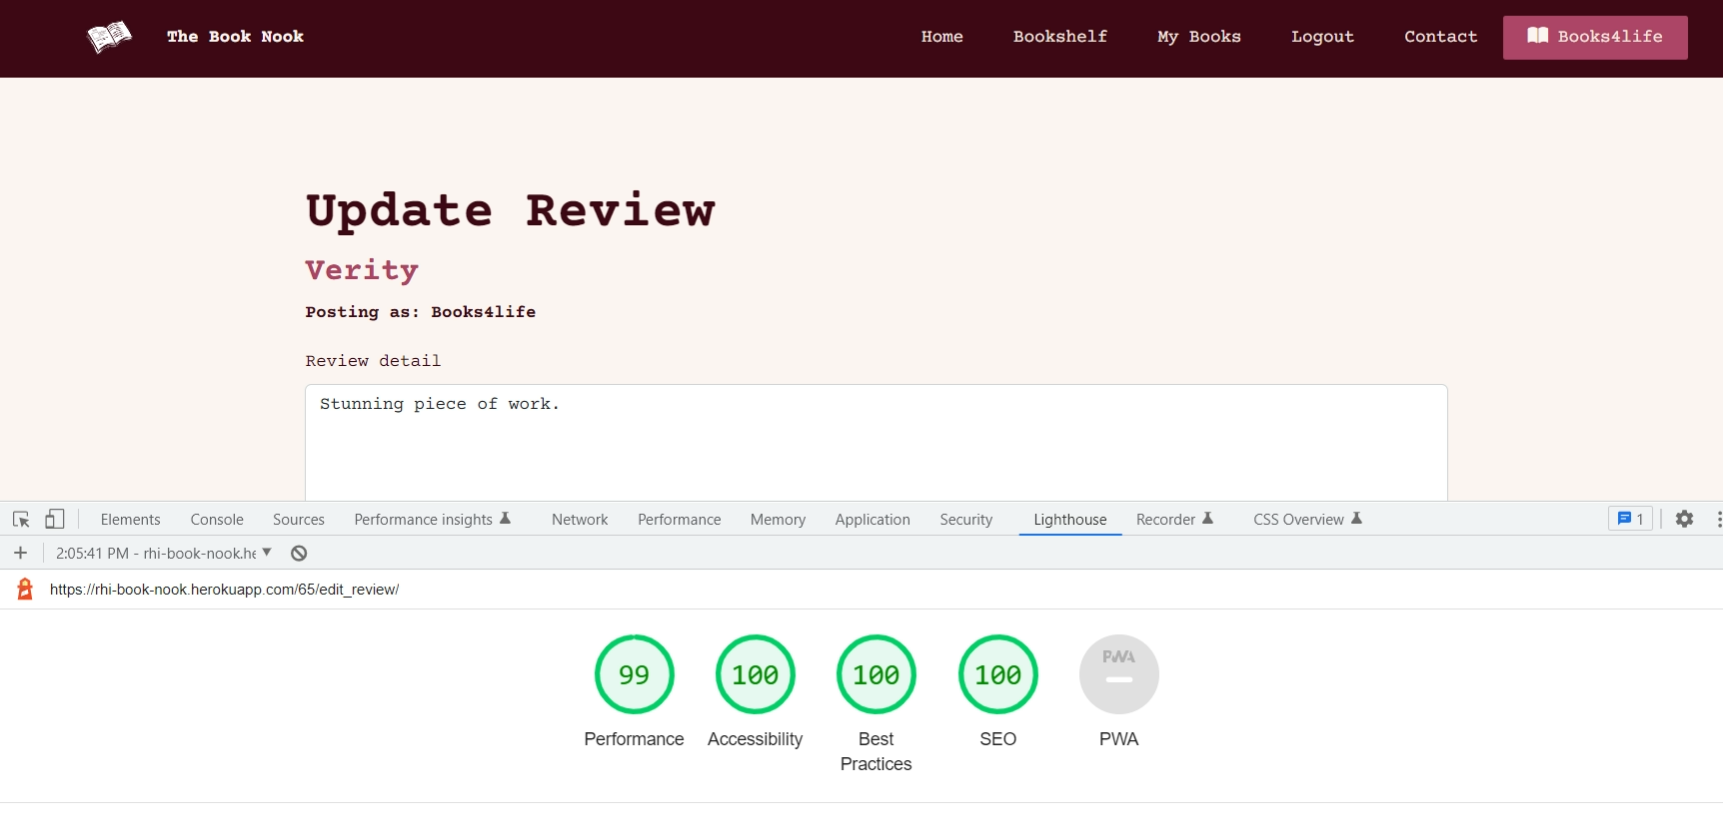 The Book Nook Home Bookshelf My Books Logout Contact Books4life
Update Review
Verity
Posting as: Books4life
Review detail
Stunning piece of work.
Elements Console Sources Performance insights Network Performance Memory Application Security Lighthouse Recorder CSS Overview 1
2:05:41 PM - rhi-book-nook.he
https://rhi-book-nook.herokuapp.com/65/edit_review/
PWA
99 100 100 100
Performance Accessibility Best Practices SEO PWA